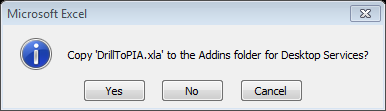 Microsoft Excel
Copy 'DrillToPIA.xla' to the Addins folder for Desktop Services?
Yes
No
Cancel